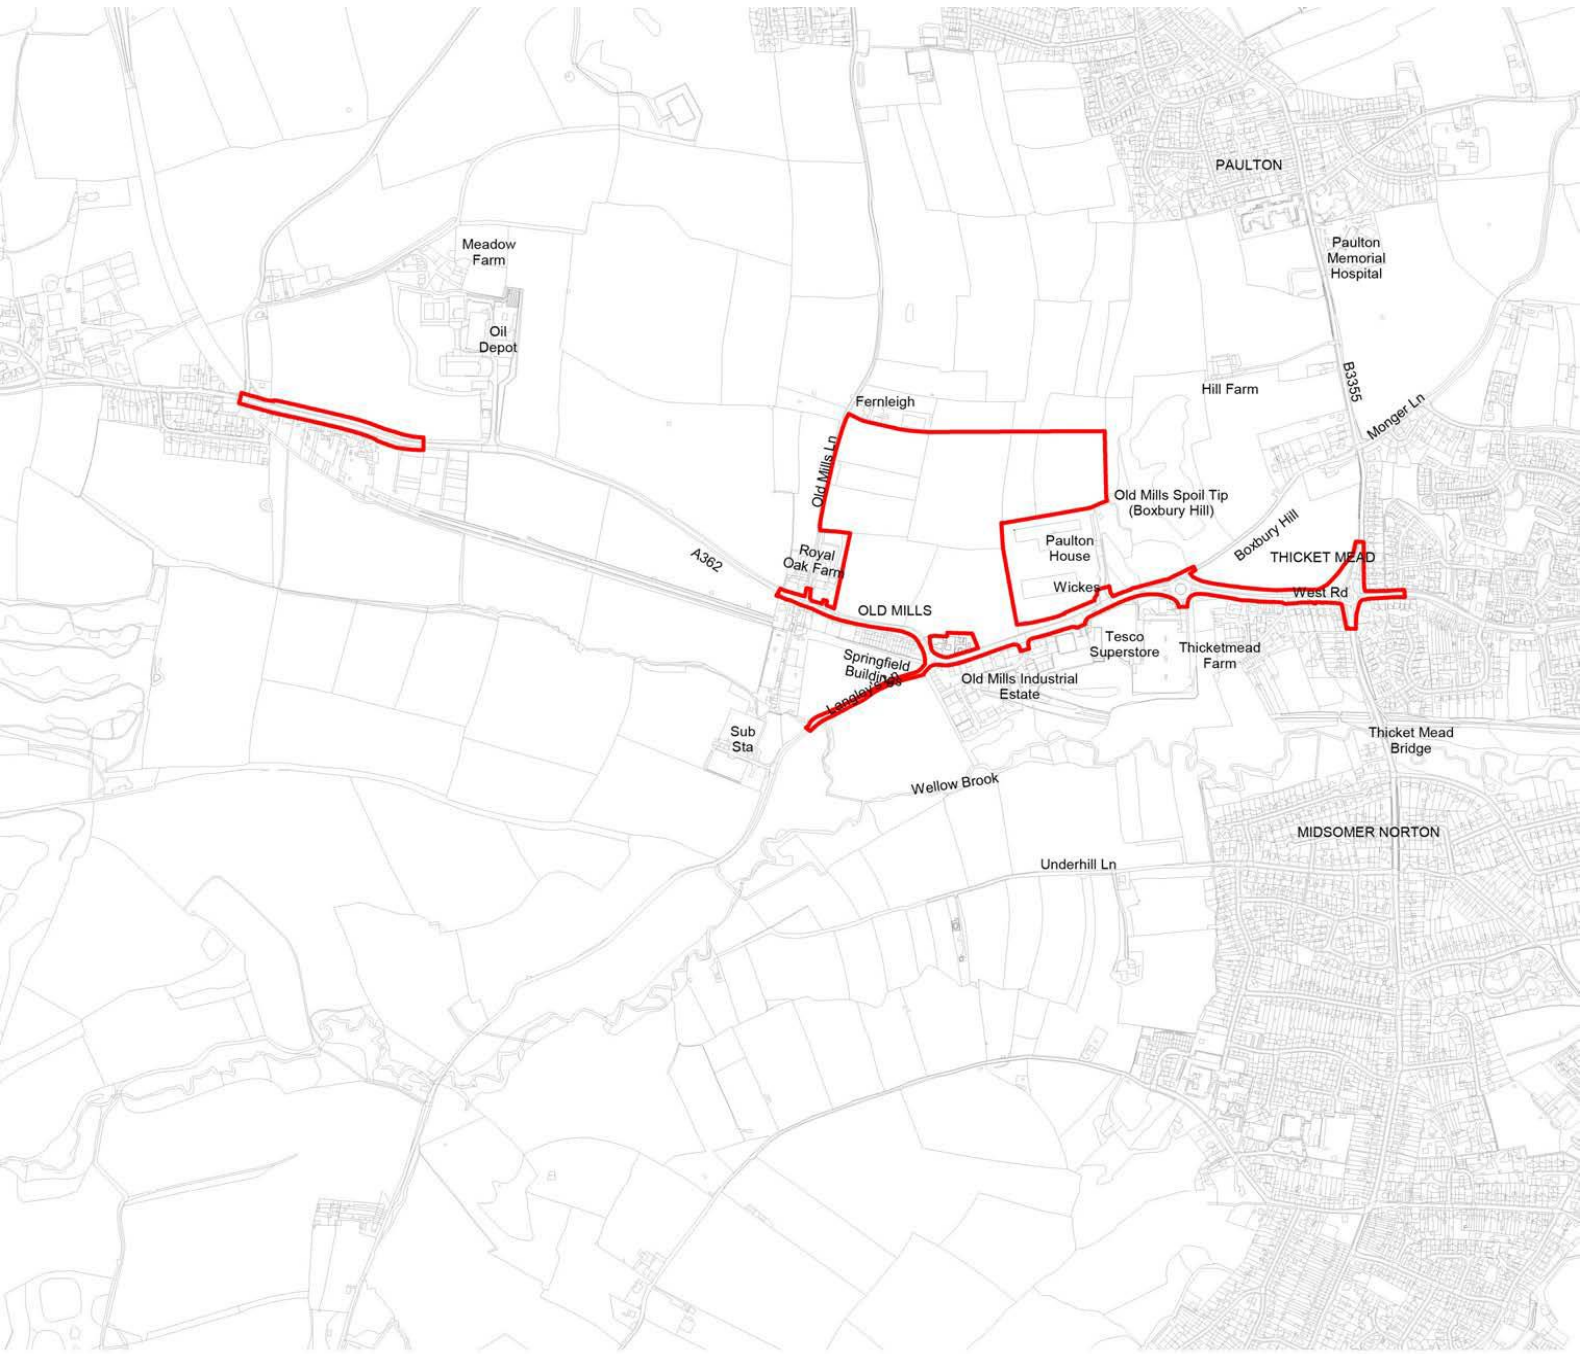 PAULTON
Meadow
Farm
Paulton
Memorial
Hospital
Oil
Depot
B3355
Hill Farm
Fernleigh
Monger Ln
Old Mills Ln
Old Mills Spoil Tip
(Boxbury Hill)
Boxbury Hill
Paulton
House
Royal
Oak Farm
A362
THICKET MEAD
Wickes
West Rd
OLD MILLS
Tesco
Superstore
Thicketmead
Farm
Springfield
Buildings
Langley's Ln
Old Mills Industrial
Estate
Sub
Sta
Thicket Mead
Bridge
Wellow Brook
MIDSOMER NORTON
Underhill Ln